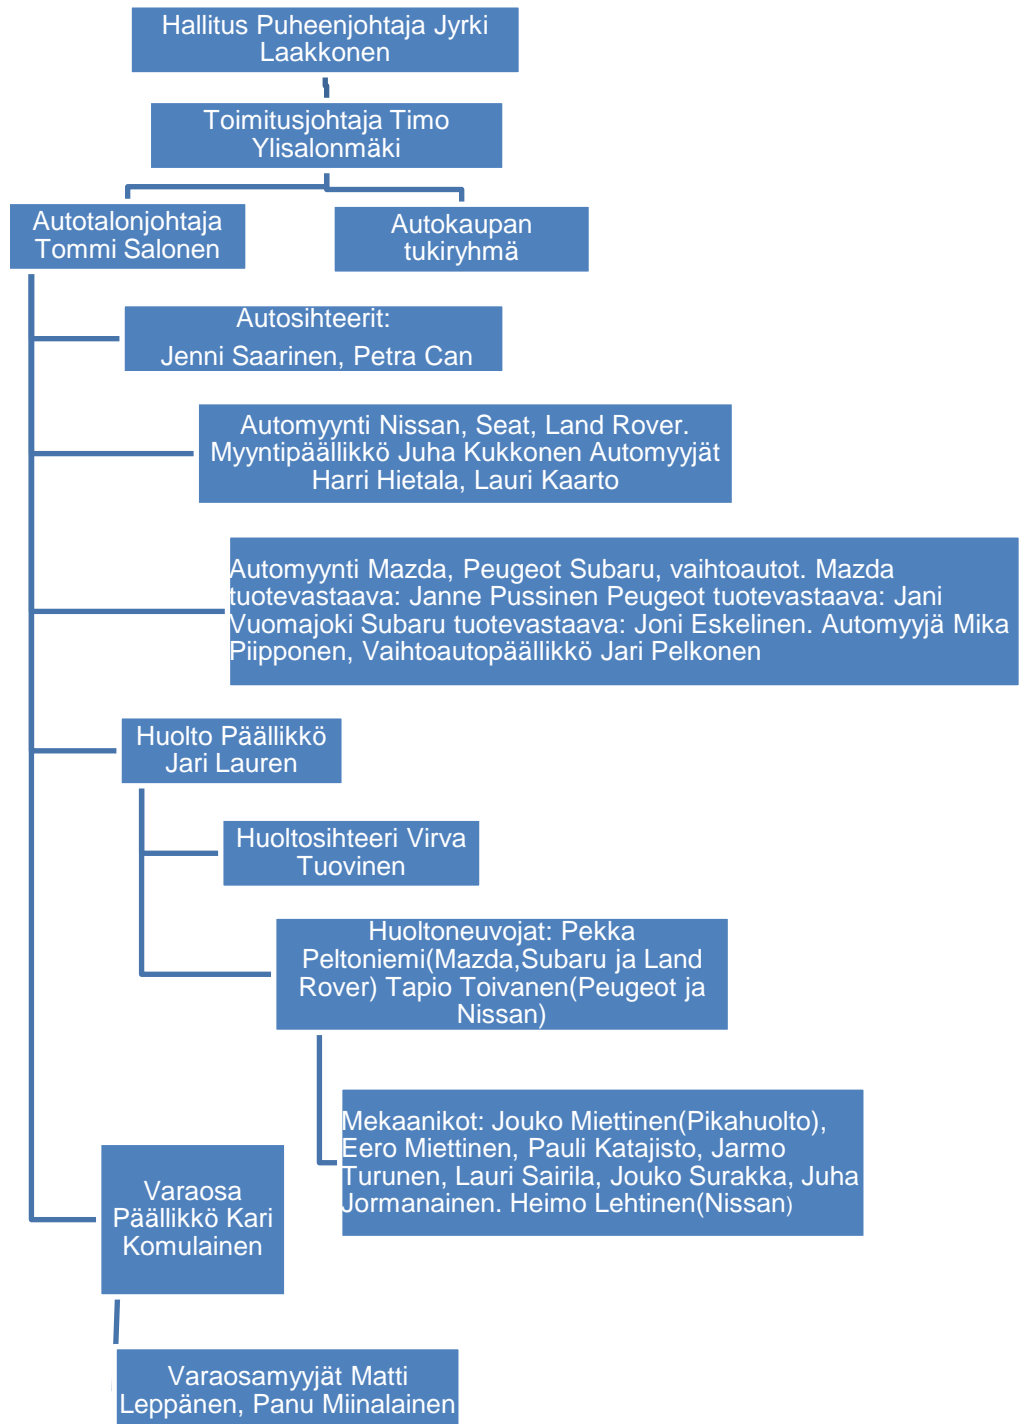 Hallitus Puheenjohtaja Jyrki
Laakkonen
Toimitusjohtaja Timo
Ylisalonmäki
Autotalonjohtaja
Tommi Salonen
Autokaupan
tukiryhmä
Autosihteerit:
Jenni Saarinen, Petra Can
Automyynti Nissan, Seat, Land Rover.
Myyntipäällikkö Juha Kukkonen Automyyjät
Harri Hietala, Lauri Kaarto
Automyynti Mazda, Peugeot Subaru, vaihtoautot. Mazda
tuotevastaava: Janne Pussinen Peugeot tuotevastaava: Jani
Vuomajoki Subaru tuotevastaava: Joni Eskelinen. Automyyjä Mika
Piipponen, Vaihtoautopäällikkö Jari Pelkonen
Huolto Päällikkö
Jari Lauren
Huoltosihteeri Virva
Tuovinen
Huoltoneuvojat: Pekka
Peltoniemi(Mazda,Subaru ja Land
Rover) Tapio Toivanen(Peugeot ja
Nissan)
Mekaanikot: Jouko Miettinen(Pikahuolto),
Eero Miettinen, Pauli Katajisto, Jarmo
Turunen, Lauri Sairila, Jouko Surakka, Juha
Jormanainen. Heimo Lehtinen(Nissan)
Varaosa
Päällikkö Kari
Komulainen
Varaosamyyjät Matti
Leppänen, Panu Miinalainen